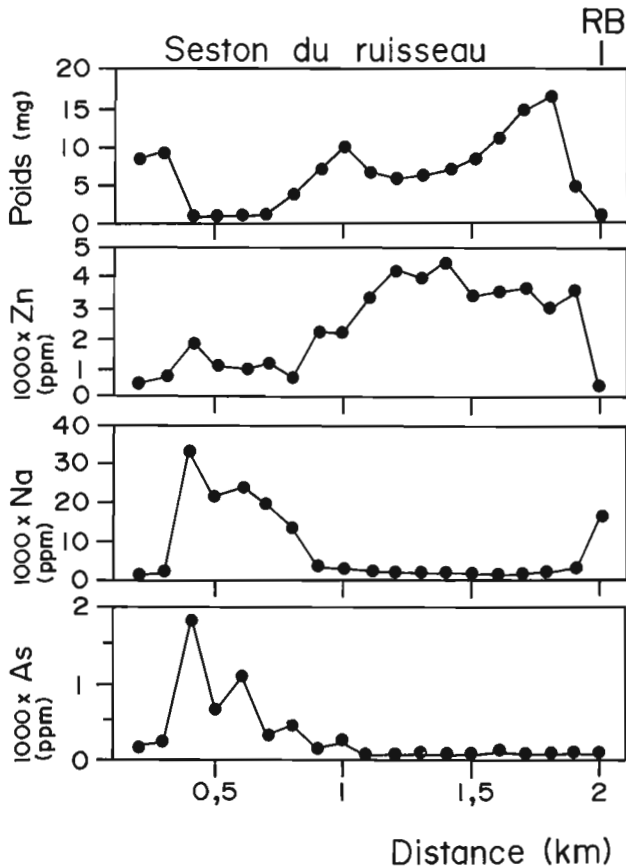 RB
Seston du ruisseau
Poids (mg)
20
15
10
5
0
1000 x Zn
(ppm)
5
4
3
2
1
0
1000 x Na
(ppm)
40
30
20
10
0
1000 x As
(ppm)
2
1
0
0,5
1
1,5
2
Distance (km)